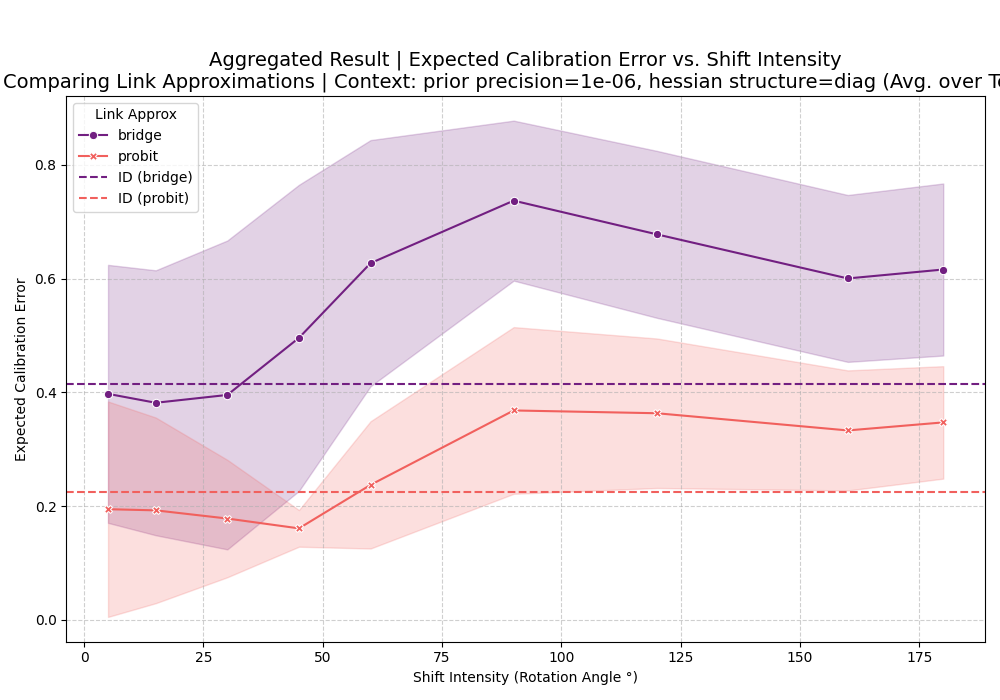 Aggregated Result | Expected Calibration Error vs. Shift Intensity
Comparing Link Approximations | Context: prior precision=1e-06, hessian structure=diag (Avg. over
Link Approx
bridge
probit
ID (bridge)
ID (probit)
Expected Calibration Error
0.8
0.6
0.4
0.2
0.0
0
25
50
75
100
125
150
175
Shift Intensity (Rotation Angle °)